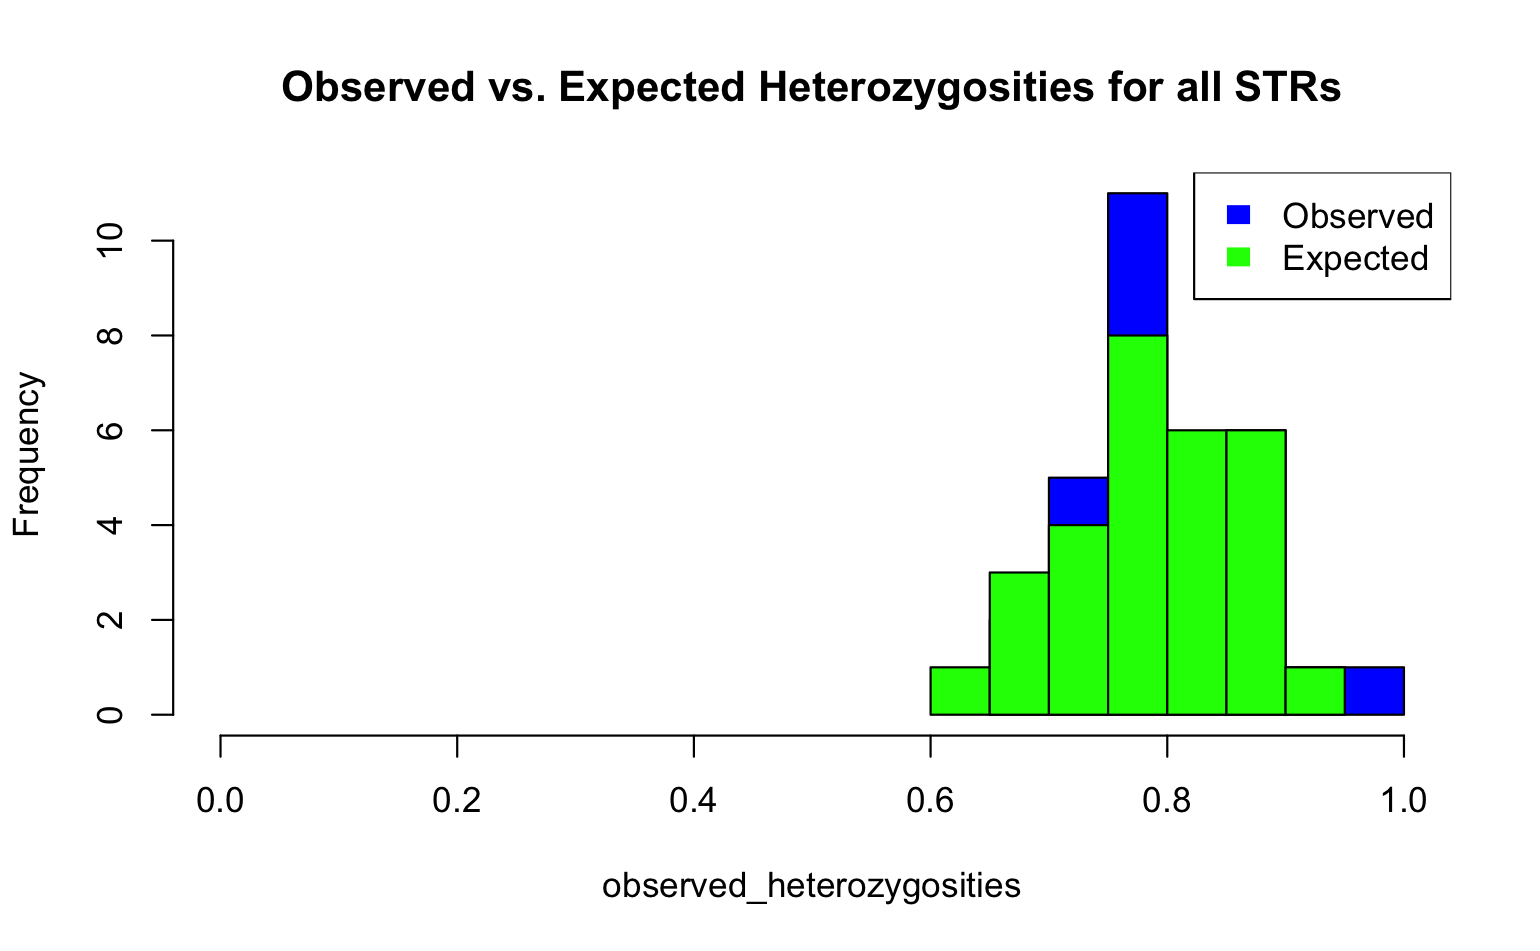 Observed vs. Expected Heterozygosities for all STRs
Observed
Expected
Frequency
10
8
6
4
2
0
0.0 0.2 0.4 0.6 0.8 1.0
observed_heterozygosities